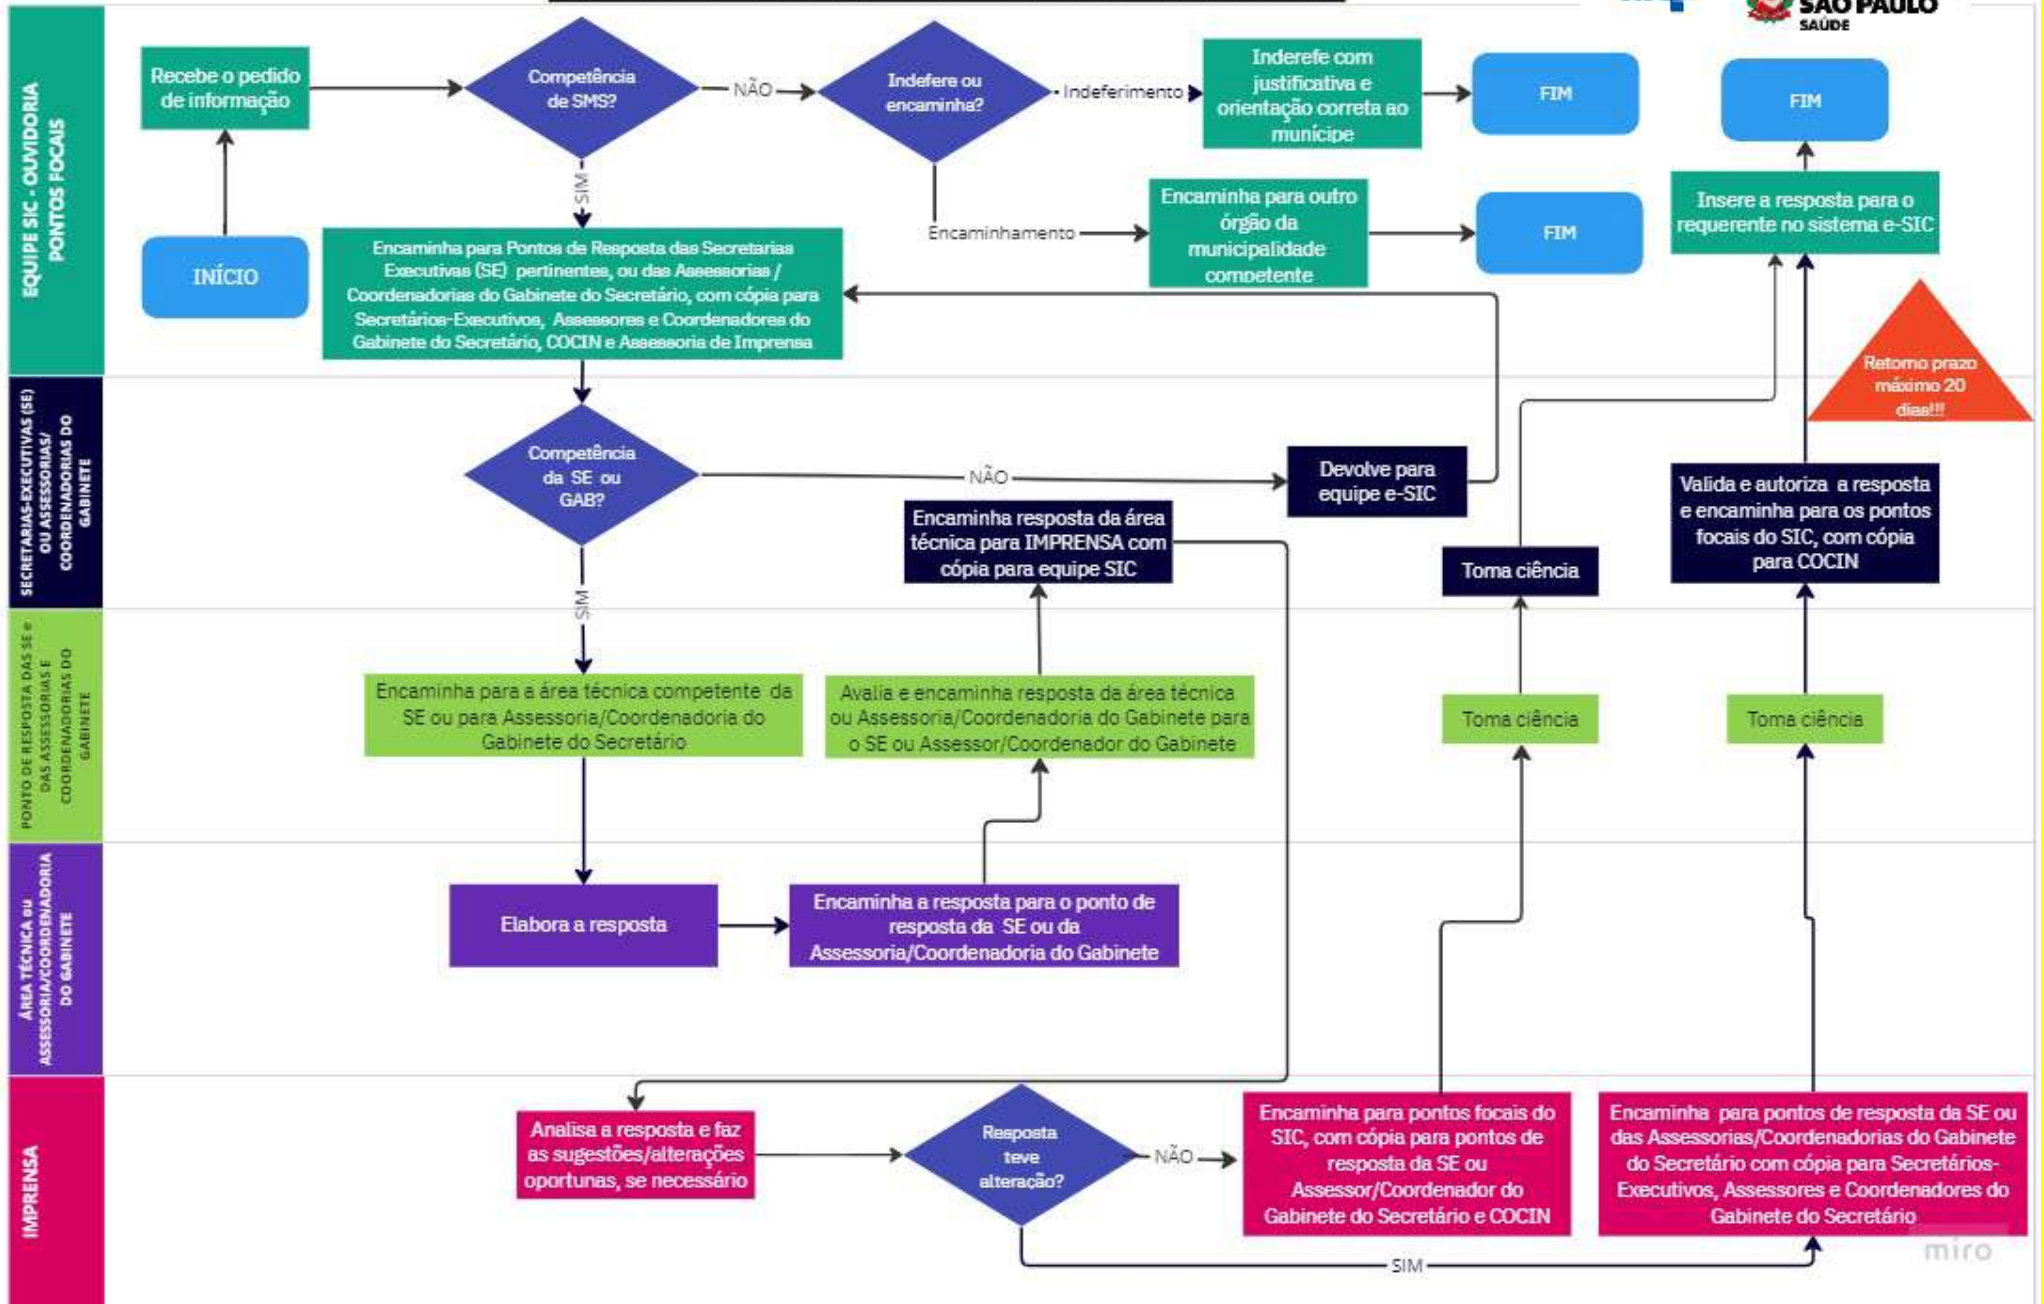 SÃO PAULO
SAÚDE
EQUIPE SIC - OUVIDORIA
PONTOS FOCAIS
Recebe o pedido
de informação
INÍCIO
Competência
de SMS?
NÃO
SIM
Indefere ou
encaminha?
Indeferimento
Encaminhamento
Inderefe com
justificativa e
orientação correta ao
munícipe
FIM
Encaminha para outro
órgão da
municipalidade
competente
FIM
FIM
Insere a resposta para o
requerente no sistema e-SIC
Encaminha para Pontos de Resposta das Secretarias
Executivas (SE) pertinentes, ou das Assessorias /
Coordenadorias do Gabinete do Secretário, com cópia para
Secretários-Executivos, Assessores e Coordenadores do
Gabinete do Secretário, COCIN e Assessoria de Imprensa
Retorno prazo
máximo 20
dias!!!
SECRETARIAS-EXECUTIVAS (SE)
OU ASSESSORIAS/
COORDENADORIAS DO
GABINETE
Competência
da SE ou
GAB?
NÃO
SIM
Devolve para
equipe e-SIC
Encaminha resposta da área
técnica para IMPRENSA com
cópia para equipe SIC
Toma ciência
Valida e autoriza a resposta
e encaminha para os pontos
focais do SIC, com cópia
para COCIN
PONTO DE RESPOSTA DAS SE e
DAS ASSESSORIAS E
COORDENADORIAS DO
GABINETE
Encaminha para a área técnica competente da
SE ou para Assessoria/Coordenadoria do
Gabinete do Secretário
Avalia e encaminha resposta da área técnica
ou Assessoria/Coordenadoria do Gabinete para
o SE ou Assessor/Coordenador do Gabinete
Toma ciência
Toma ciência
ÁREA TÉCNICA ou
ASSESSORIA/COORDENADORIA
DO GABINETE
Elabora a resposta
Encaminha a resposta para o ponto de
resposta da SE ou da
Assessoria/Coordenadoria do Gabinete
IMPRENSA
Analisa a resposta e faz
as sugestões/alterações
oportunas, se necessário
Resposta
teve
alteração?
NÃO
SIM
Encaminha para pontos focais do
SIC, com cópia para pontos de
resposta da SE ou
Assessor/Coordenador do
Gabinete do Secretário e COCIN
Encaminha para pontos de resposta da SE ou
das Assessorias/Coordenadorias do Gabinete
do Secretário com cópia para Secretários-
Executivos, Assessores e Coordenadores do
Gabinete do Secretário
miro